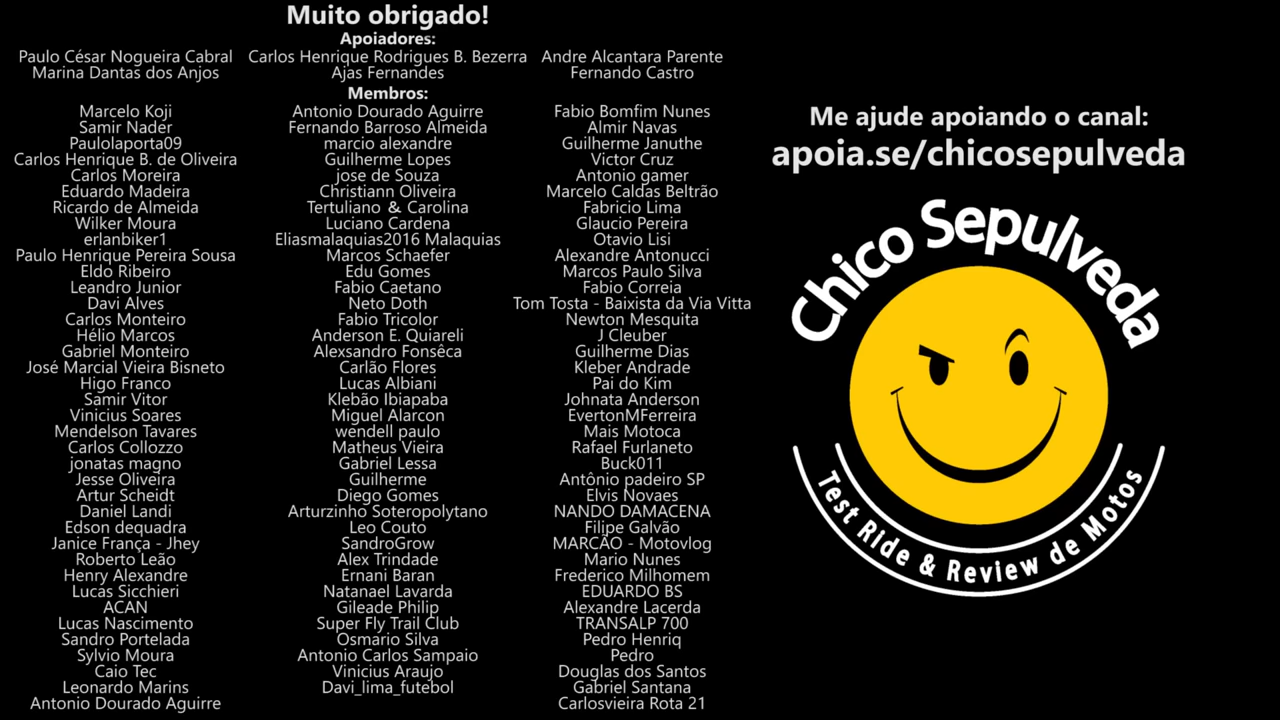 Muito obrigado!
Apoiadores:
Paulo César Nogueira Cabral
Carlos Henrique Rodrigues B. Bezerra
Andre Alcantara Parente
Marina Dantas dos Anjos
Ajas Fernandes
Fernando Castro
Membros:
Marcelo Koji
Samir Nader
Paulolaporta09
Carlos Henrique B. de Oliveira
Carlos Moreira
Eduardo Madeira
Ricardo de Almeida
Wilker Moura
erlanbiker1
Paulo Henrique Pereira Sousa
Eldo Ribeiro
Leandro Junior
Davi Alves
Carlos Monteiro
Hélio Marcos
Gabriel Monteiro
José Marcial Vieira Bisneto
Higo Franco
Samir Vitor
Vinicius Soares
Mendelson Tavares
Carlos Collozzo
jonatas magno
Jesse Oliveira
Artur Scheidt
Daniel Landi
Edson dequadra
Janice França - Jhey
Roberto Leão
Henry Alexandre
Lucas Sicchieri
ACAN
Lucas Nascimento
Sandro Portelada
Sylvio Moura
Caio Tec
Leonardo Marins
Antonio Dourado Aguirre
Antonio Dourado Aguirre
Fernando Barroso Almeida
marcio alexandre
Guilherme Lopes
jose de Souza
Christiann Oliveira
Tertuliano & Carolina
Luciano Cardena
Eliasmalaquias2016 Malaquias
Marcos Schaefer
Edu Gomes
Fabio Caetano
Neto Doth
Fabio Tricolor
Anderson E. Quiareli
Alexsandro Fonsêca
Carlão Flores
Lucas Albiani
Klebão Ibiapaba
Miguel Alarcon
wendell paulo
Matheus Vieira
Gabriel Lessa
Guilherme
Diego Gomes
Arturzinho Soteropolytano
Leo Couto
SandroGrow
Alex Trindade
Ernani Baran
Natanael Lavarda
Gileade Philip
Super Fly Trail Club
Osmario Silva
Antonio Carlos Sampaio
Vinicius Araujo
Davi_lima_futebol
Fabio Bomfim Nunes
Almir Navas
Guilherme Januthe
Victor Cruz
Antonio gamer
Marcelo Caldas Beltrão
Fabricio Lima
Glaucio Pereira
Otavio Lisi
Alexandre Antonucci
Marcos Paulo Silva
Fabio Correia
Tom Tosta - Baixista da Via Vitta
Newton Mesquita
J Cleuber
Guilherme Dias
Kleber Andrade
Pai do Kim
Johnata Anderson
EvertonMFerreira
Mais Motoca
Rafael Furlaneto
Buck011
Antônio padeiro SP
Elvis Novaes
NANDO DAMACENA
Filipe Galvão
MARCÃO - Motovlog
Mario Nunes
Frederico Milhomem
EDUARDO BS
Alexandre Lacerda
TRANSALP 700
Pedro Henriq
Pedro
Douglas dos Santos
Gabriel Santana
Carlosvieira Rota 21
Me ajude apoiando o canal:
apoia.se/chicosepulveda
Chico Sepulveda
Test Ride & Review de Motos